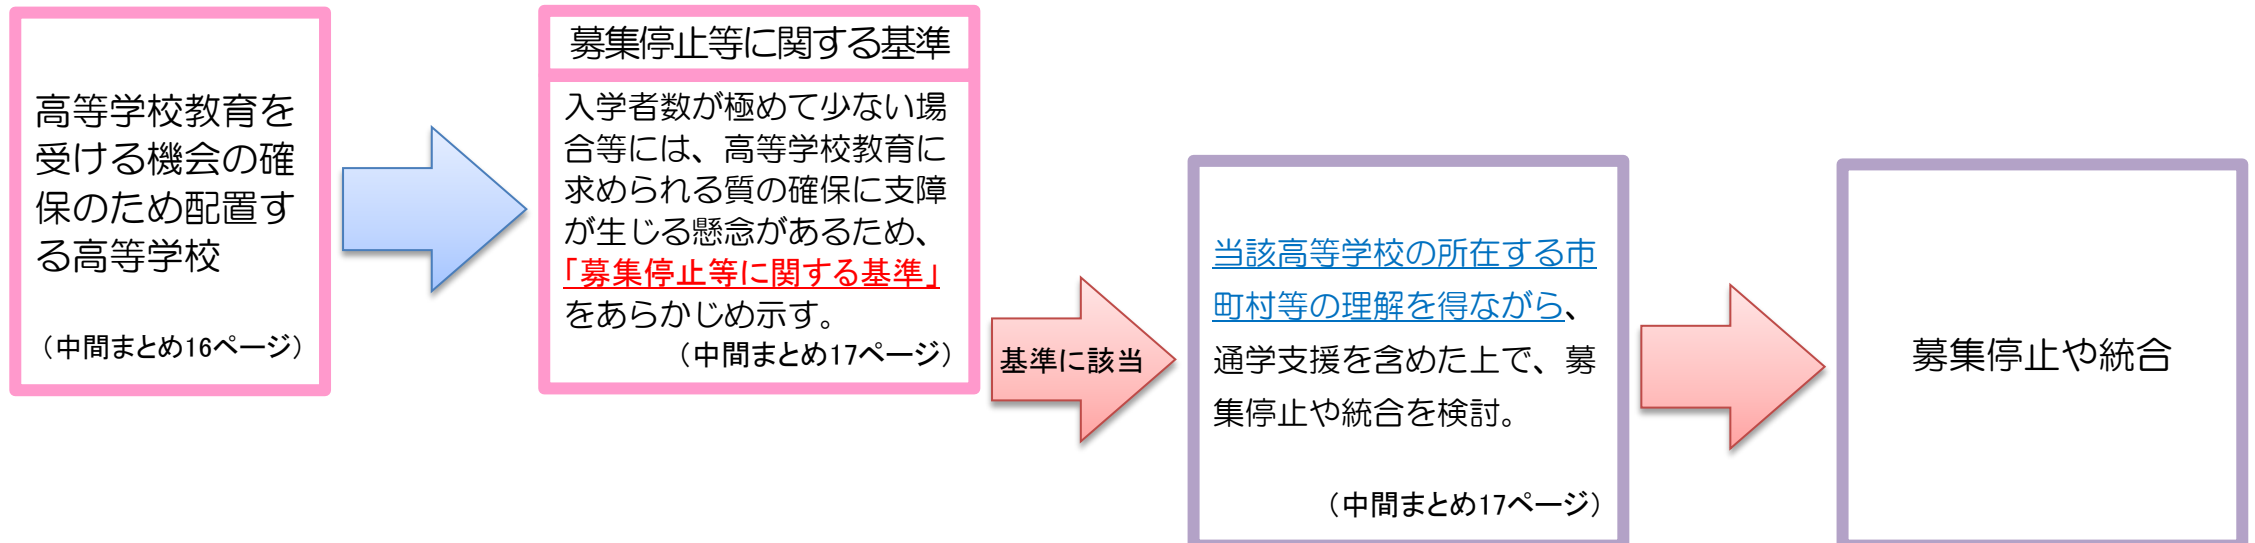 高等学校教育を
受ける機会の確
保のため配置す
る高等学校
（中間まとめ16ページ）
募集停止等に関する基準
入学者数が極めて少ない場
合等には、高等学校教育に
求められる質の確保に支障
が生じる懸念があるため、
「募集停止等に関する基準」
をあらかじめ示す。
（中間まとめ17ページ）
基準に該当
当該高等学校の所在する市
町村等の理解を得ながら、
通学支援を含めた上で、募
集停止や統合を検討。
（中間まとめ17ページ）
募集停止や統合